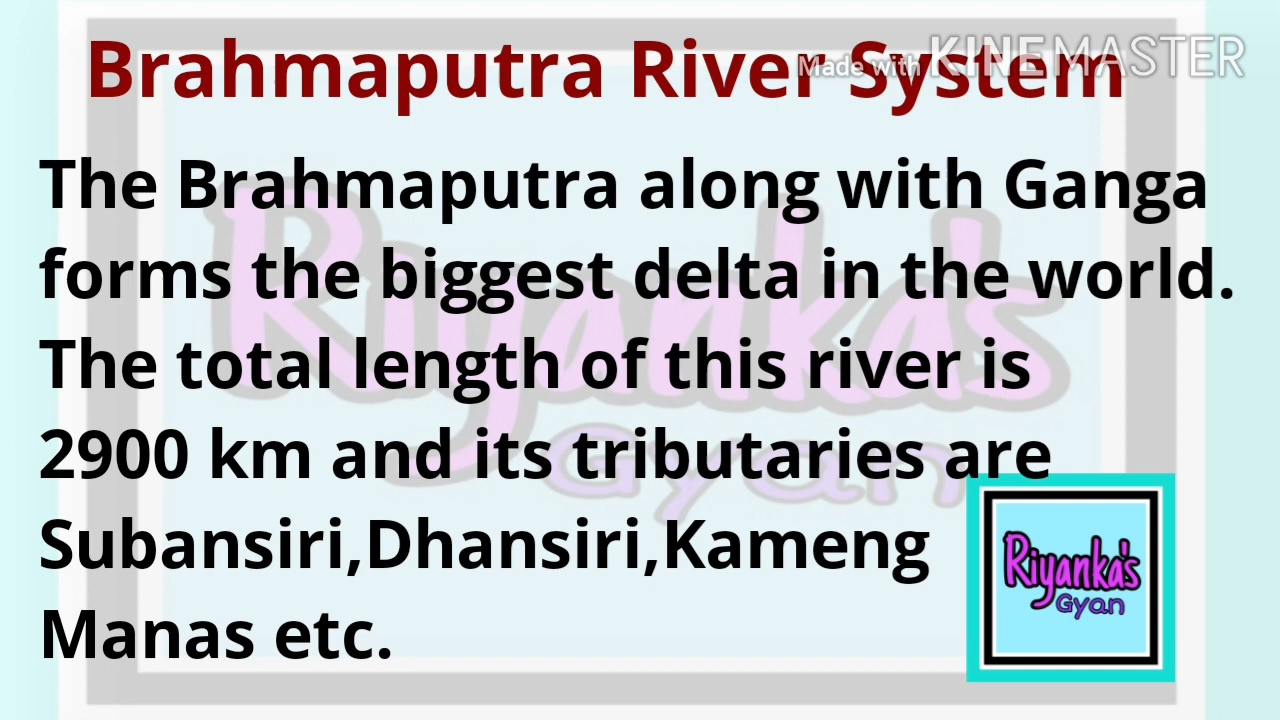 Brahmaputra River System
Made with KINEMASTER
The Brahmaputra along with Ganga
forms the biggest delta in the world.
The total length of this river is
2900 km and its tributaries are
Subansiri,Dhansiri,Kameng
Manas etc.
Riyanka's
Gyan
Riyanka's
Gyan